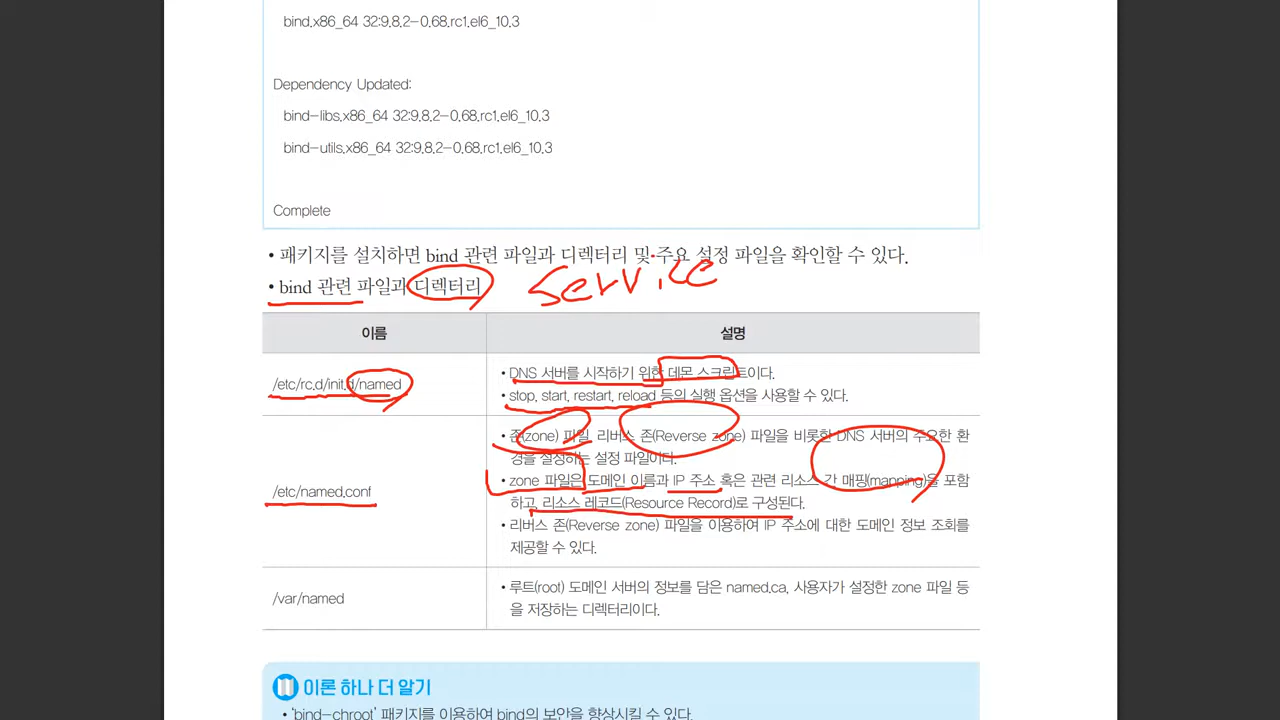 bind.x86_64 32:9.8.2-0.68.rc1.el6_10.3
Dependency Updated:
bind-libs.x86_64 32:9.8.2-0.68.rc1.el6_10.3
bind-utils.x86_64 32:9.8.2-0.68.rc1.el6_10.3
Complete
• 패키지를 설치하면 bind 관련 파일과 디렉터리 및 주요 설정 파일을 확인할 수 있다.
• bind 관련 파일과 디렉터리
service
이름 설명
/etc/rc.d/init.d/named
• DNS 서버를 시작하기 위한 데몬 스크립트이다.
• stop, start, restart, reload 등의 실행 옵션을 사용할 수 있다.
/etc/named.conf
• 존(zone) 파일, 리버스 존(Reverse zone) 파일을 비롯한 DNS 서버의 주요한 환
경을 설정하는 설정 파일이다.
• zone 파일은 도메인 이름과 IP 주소 혹은 관련 리소스 간 매핑(mapping)을 포함
하고, 리소스 레코드(Resource Record)로 구성된다.
• 리버스 존(Reverse zone) 파일을 이용하여 IP 주소에 대한 도메인 정보 조회를
제공할 수 있다.
/var/named
• 루트(root) 도메인 서버의 정보를 담은 named.ca, 사용자가 설정한 zone 파일 등
을 저장하는 디렉터리이다.
이론 하나 더 알기
• 'bind-chroot' 패키지를 이용하여 bind의 보안을 향상시킬 수 있다.